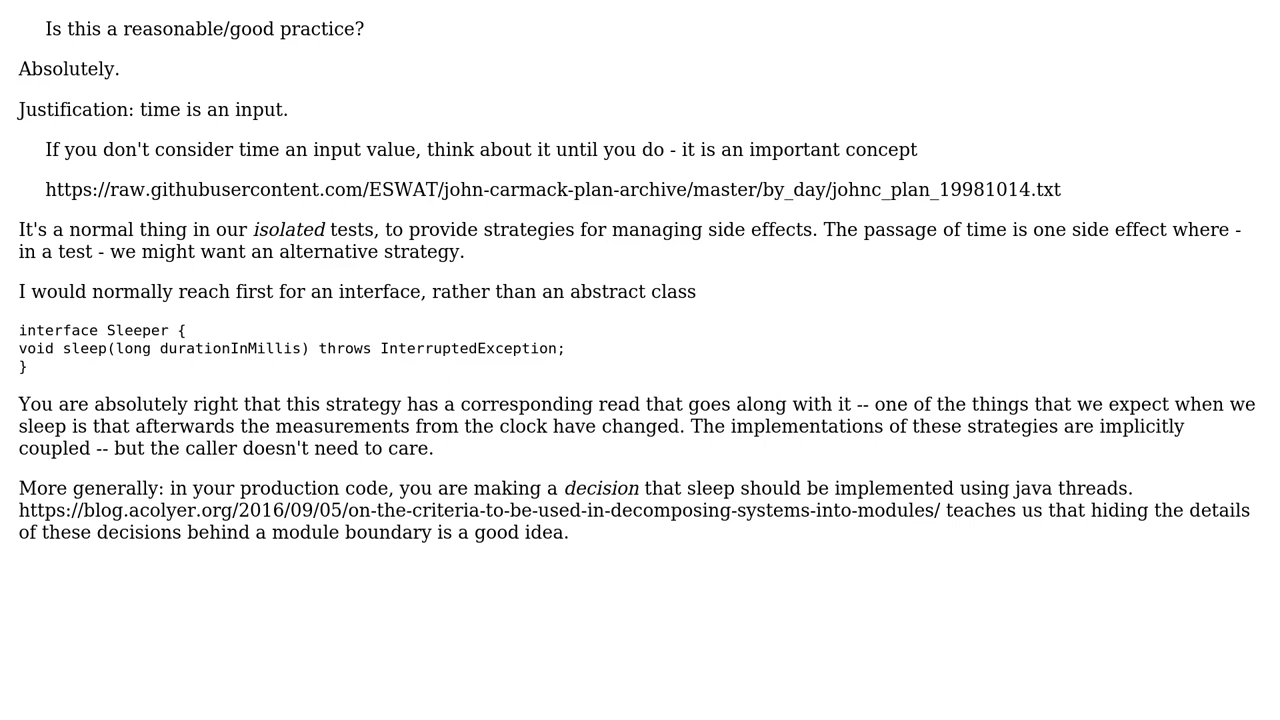 Is this a reasonable/good practice?
Absolutely.
Justification: time is an input.
If you don't consider time an input value, think about it until you do - it is an important concept
https://raw.githubusercontent.com/ESWAT/john-carmack-plan-archive/master/by_day/johnc_plan_19981014.txt
It's a normal thing in our isolated tests, to provide strategies for managing side effects. The passage of time is one side effect where -
in a test - we might want an alternative strategy.
I would normally reach first for an interface, rather than an abstract class
interface Sleeper {
void sleep(long durationInMillis) throws InterruptedException;
}
You are absolutely right that this strategy has a corresponding read that goes along with it -- one of the things that we expect when we
sleep is that afterwards the measurements from the clock have changed. The implementations of these strategies are implicitly
coupled -- but the caller doesn't need to care.
More generally: in your production code, you are making a decision that sleep should be implemented using java threads.
https://blog.acolyer.org/2016/09/05/on-the-criteria-to-be-used-in-decomposing-systems-into-modules/ teaches us that hiding the details
of these decisions behind a module boundary is a good idea.